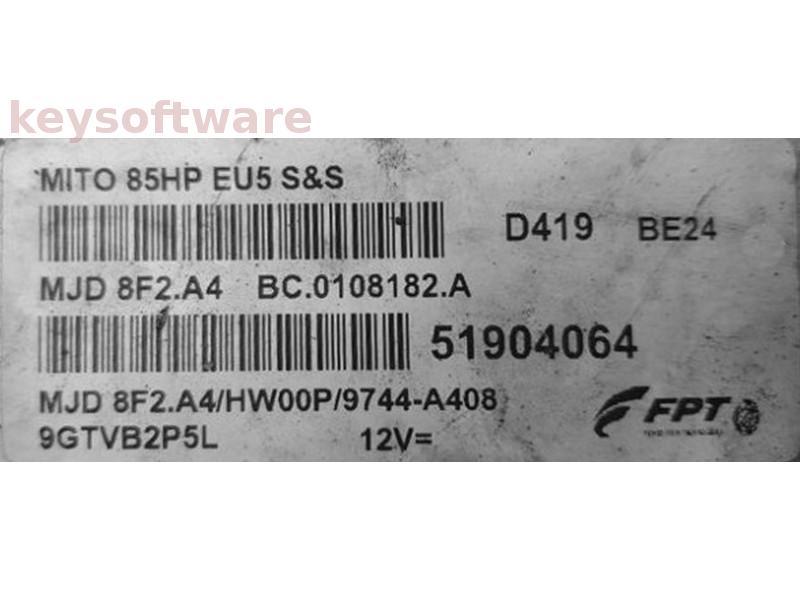 keysoftware
MITO 85HP EU5 S&S
D419 BE24
MJD 8F2.A4 BC.0108182.A
51904064
MJD 8F2.A4/HW00P/9744-A408
FPT
9GTVB2P5L 12V=